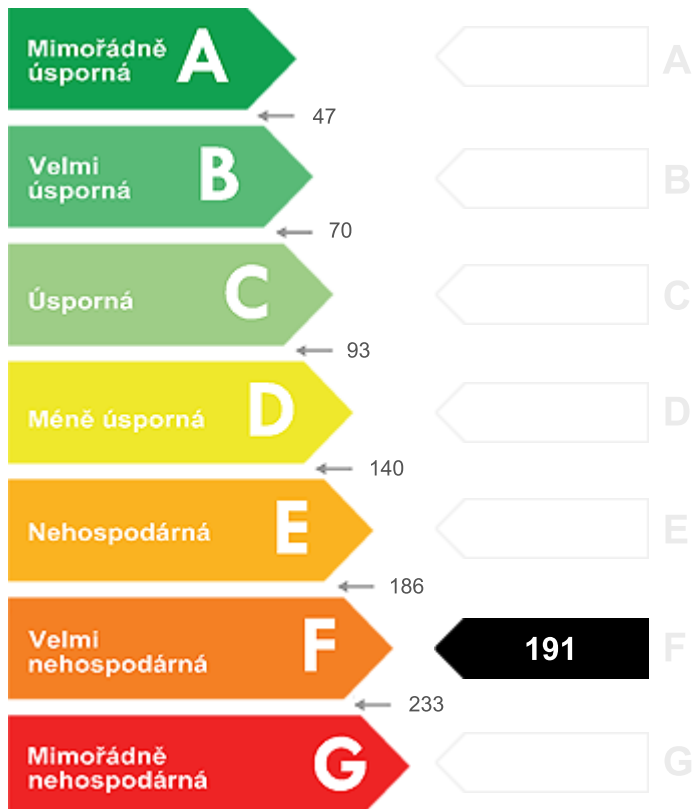 Mimořádně
úsporná
A
A
47
Velmi
úsporná
B
B
70
Úsporná
C
C
93
Méně úsporná
D
D
140
Nehospodárná
E
E
186
Velmi
nehospodárná
F
191
F
233
Mimořádně
nehospodárná
G
G